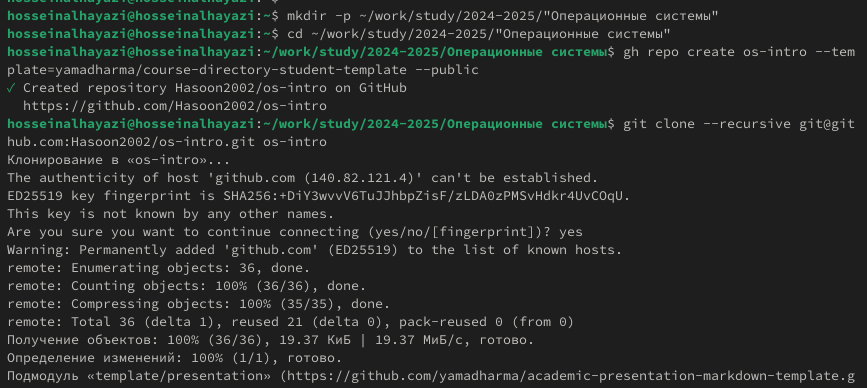 hosseinalhayazi@hosseinalhayazi:~$ mkdir -p ~/work/study/2024-2025/"Операционные системы"
hosseinalhayazi@hosseinalhayazi:~$ cd ~/work/study/2024-2025/"Операционные системы"
hosseinalhayazi@hosseinalhayazi:~/work/study/2024-2025/Операционные системы$ gh repo create os-intro --tem
plate=yamadharma/course-directory-student-template --public
✓ Created repository Hasoon2002/os-intro on GitHub
https://github.com/Hasoon2002/os-intro
hosseinalhayazi@hosseinalhayazi:~/work/study/2024-2025/Операционные системы$ git clone --recursive git@git
hub.com:Hasoon2002/os-intro.git os-intro
Клонирование в «os-intro»...
The authenticity of host 'github.com (140.82.121.4)' can't be established.
ED25519 key fingerprint is SHA256:+DiY3wvvV6TuJJhbpZisF/zLDA0zPMSvHdkr4UvCOqU.
This key is not known by any other names.
Are you sure you want to continue connecting (yes/no/[fingerprint])? yes
Warning: Permanently added 'github.com' (ED25519) to the list of known hosts.
remote: Enumerating objects: 36, done.
remote: Counting objects: 100% (36/36), done.
remote: Compressing objects: 100% (35/35), done.
remote: Total 36 (delta 1), reused 21 (delta 0), pack-reused 0 (from 0)
Получение объектов: 100% (36/36), 19.37 КиБ | 19.37 МиБ/с, готово.
Определение изменений: 100% (1/1), готово.
Подмодуль «template/presentation» (https://github.com/yamadharma/academic-presentation-markdown-template.g